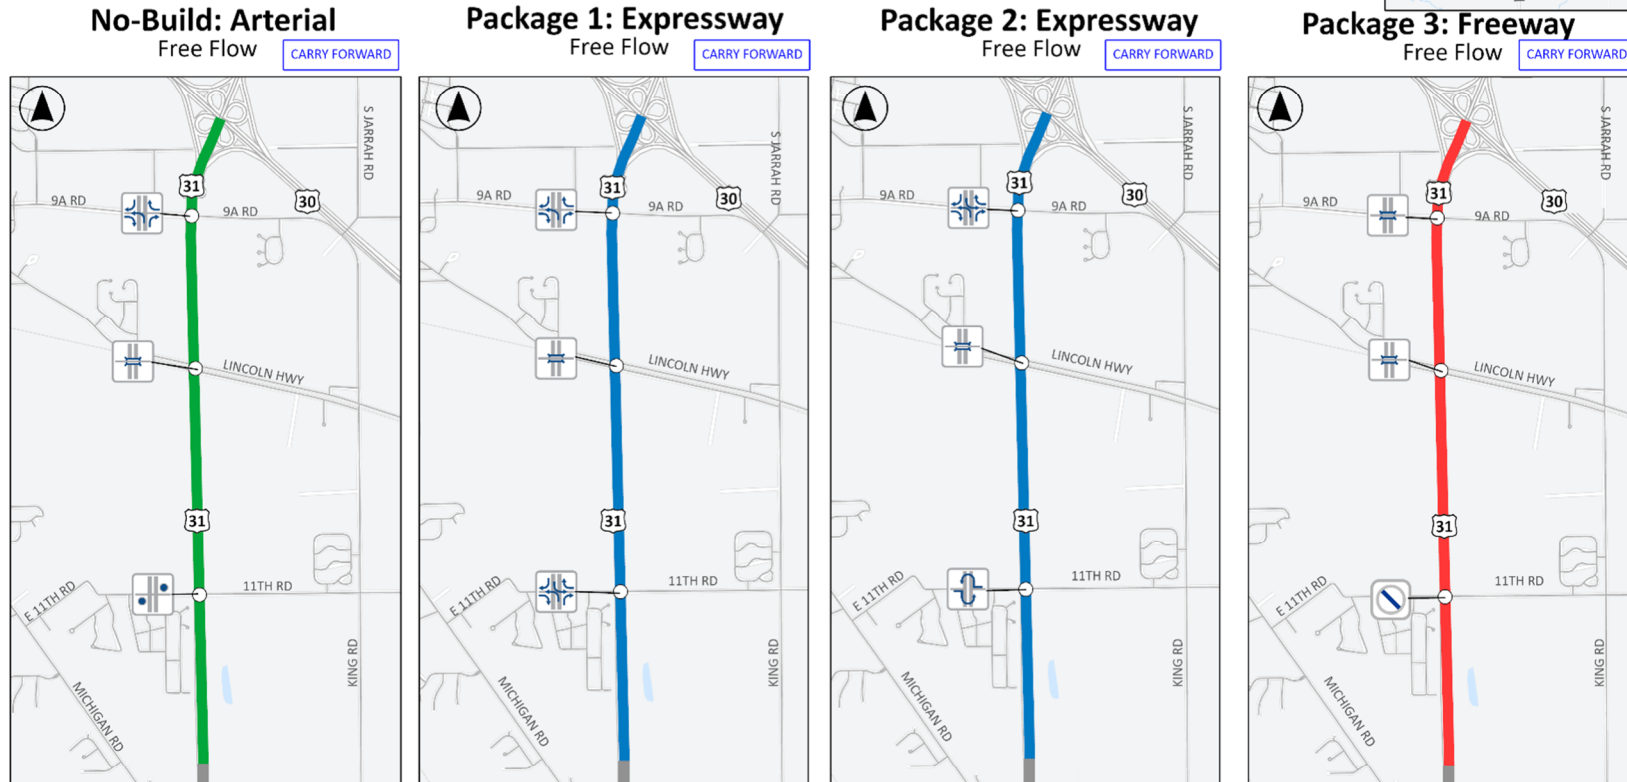 No-Build: Arterial
Free Flow
CARRY FORWARD
S JARRAH RD
31
30
9A RD
9A RD
LINCOLN HWY
31
11TH RD
E 11TH RD
KING RD
MICHIGAN RD
Package 1: Expressway
Free Flow
CARRY FORWARD
S JARRAH RD
31
30
9A RD
9A RD
LINCOLN HWY
31
11TH RD
E 11TH RD
KING RD
MICHIGAN RD
Package 2: Expressway
Free Flow
CARRY FORWARD
S JARRAH RD
31
30
9A RD
9A RD
LINCOLN HWY
31
11TH RD
E 11TH RD
KING RD
MICHIGAN RD
Package 3: Freeway
Free Flow
CARRY FORWARD
S JARRAH RD
31
30
9A RD
9A RD
LINCOLN HWY
31
11TH RD
E 11TH RD
KING RD
MICHIGAN RD